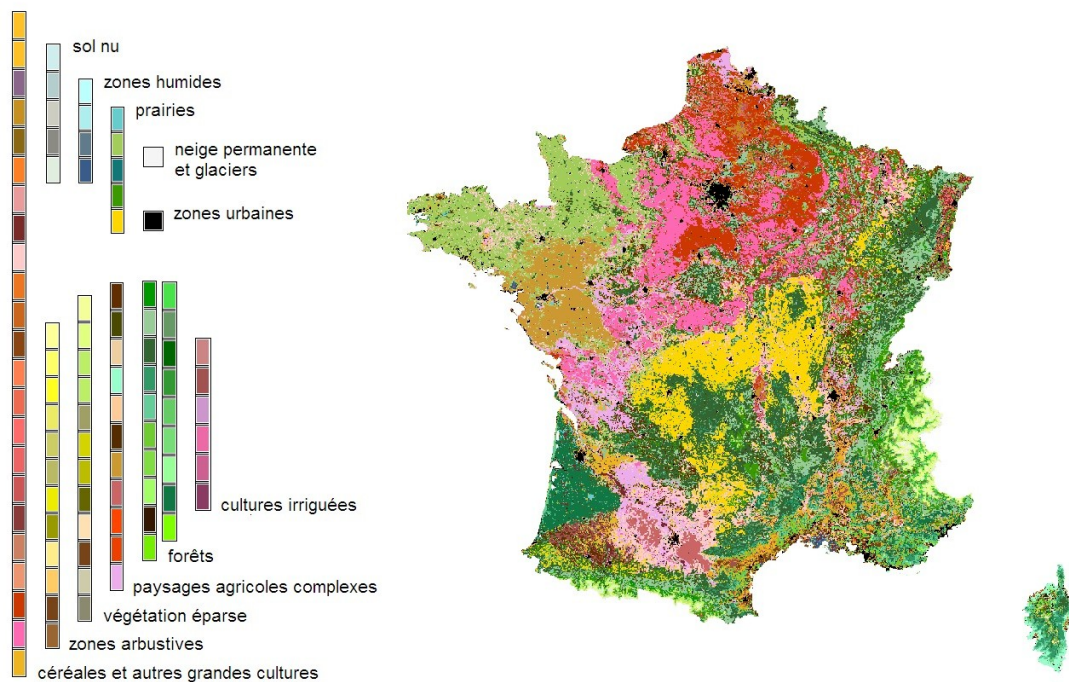 sol nu
zones humides
prairies
neige permanente
et glaciers
zones urbaines
cultures irriguées
forêts
paysages agricoles complexes
végétation éparse
zones arbustives
céréales et autres grandes cultures